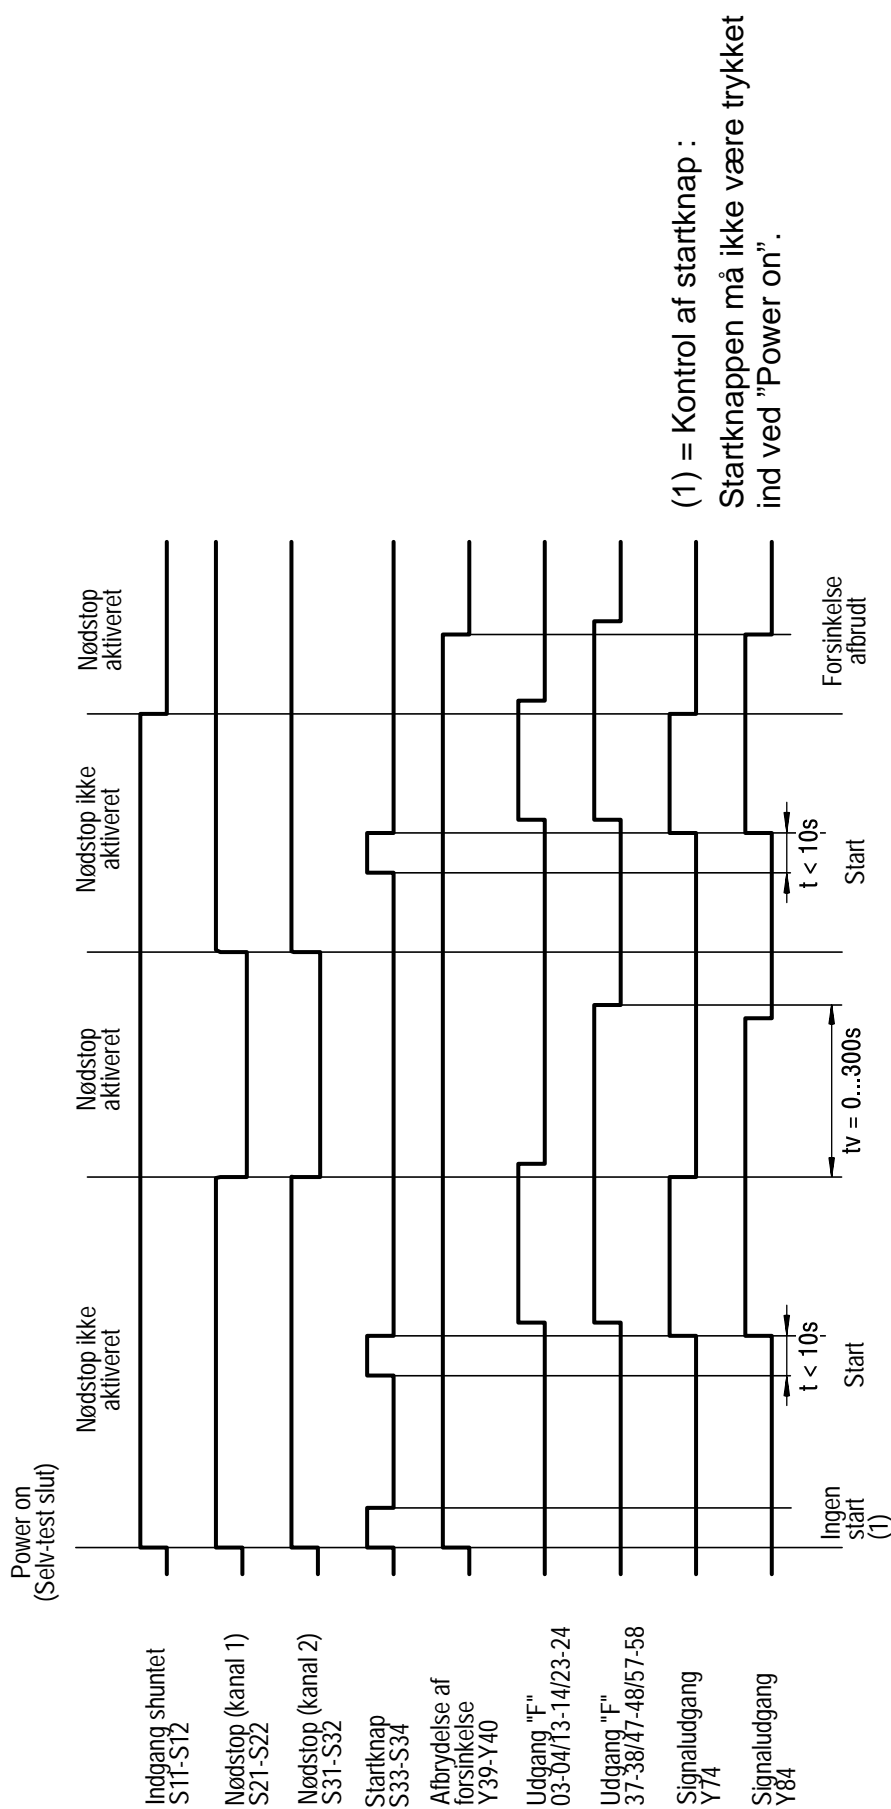 Power on
(Selv-test slut)
Nødstop ikke
aktiveret
Nødstop
aktiveret
Nødstop ikke
aktiveret
Nødstop
aktiveret
Indgang shuntet
S11-S12
Nødstop (kanal 1)
S21-S22
Nødstop (kanal 2)
S31-S32
Startknap
S33-S34
Afbrydelse af
forsinkelse
Y39-Y40
Udgang "F"
03-04/13-14/23-24
Udgang "F"
37-38/47-48/57-58
Signaludgang
Y74
Signaludgang
Y84
Ingen
start
(1)
t < 10s
Start
tv = 0...300s
t < 10s
Start
Forsinkelse
afbrudt
(1) = Kontrol af startknap :
Startknappen må ikke være trykket
ind ved ”Power on”.